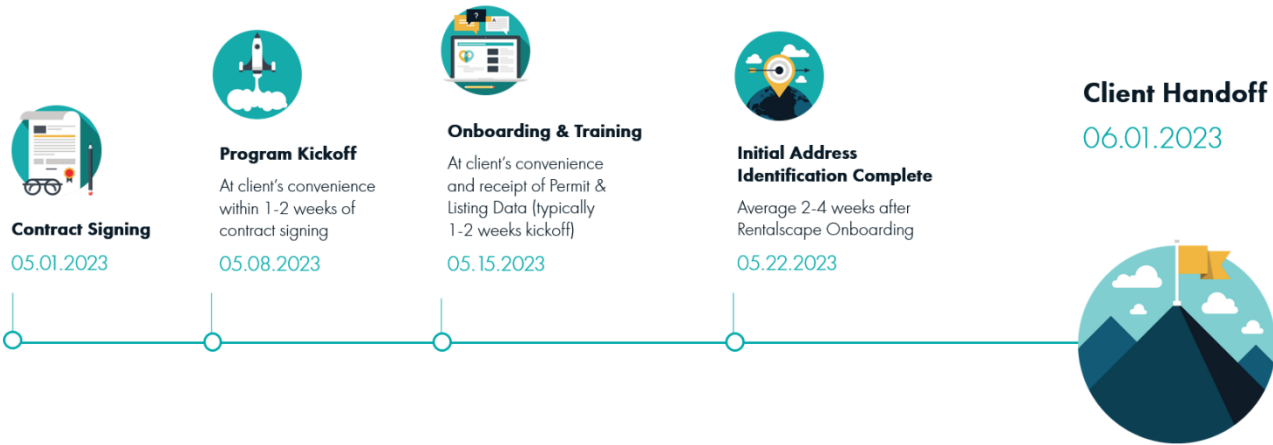 Contract Signing
05.01.2023
Program Kickoff
At client's convenience
within 1-2 weeks of
contract signing
05.08.2023
?
A
Onboarding & Training
At client's convenience
and receipt of Permit &
Listing Data (typically
1-2 weeks kickoff)
05.15.2023
Initial Address
Identification Complete
Average 2-4 weeks after
Rentalscape Onboarding
05.22.2023
Client Handoff
06.01.2023